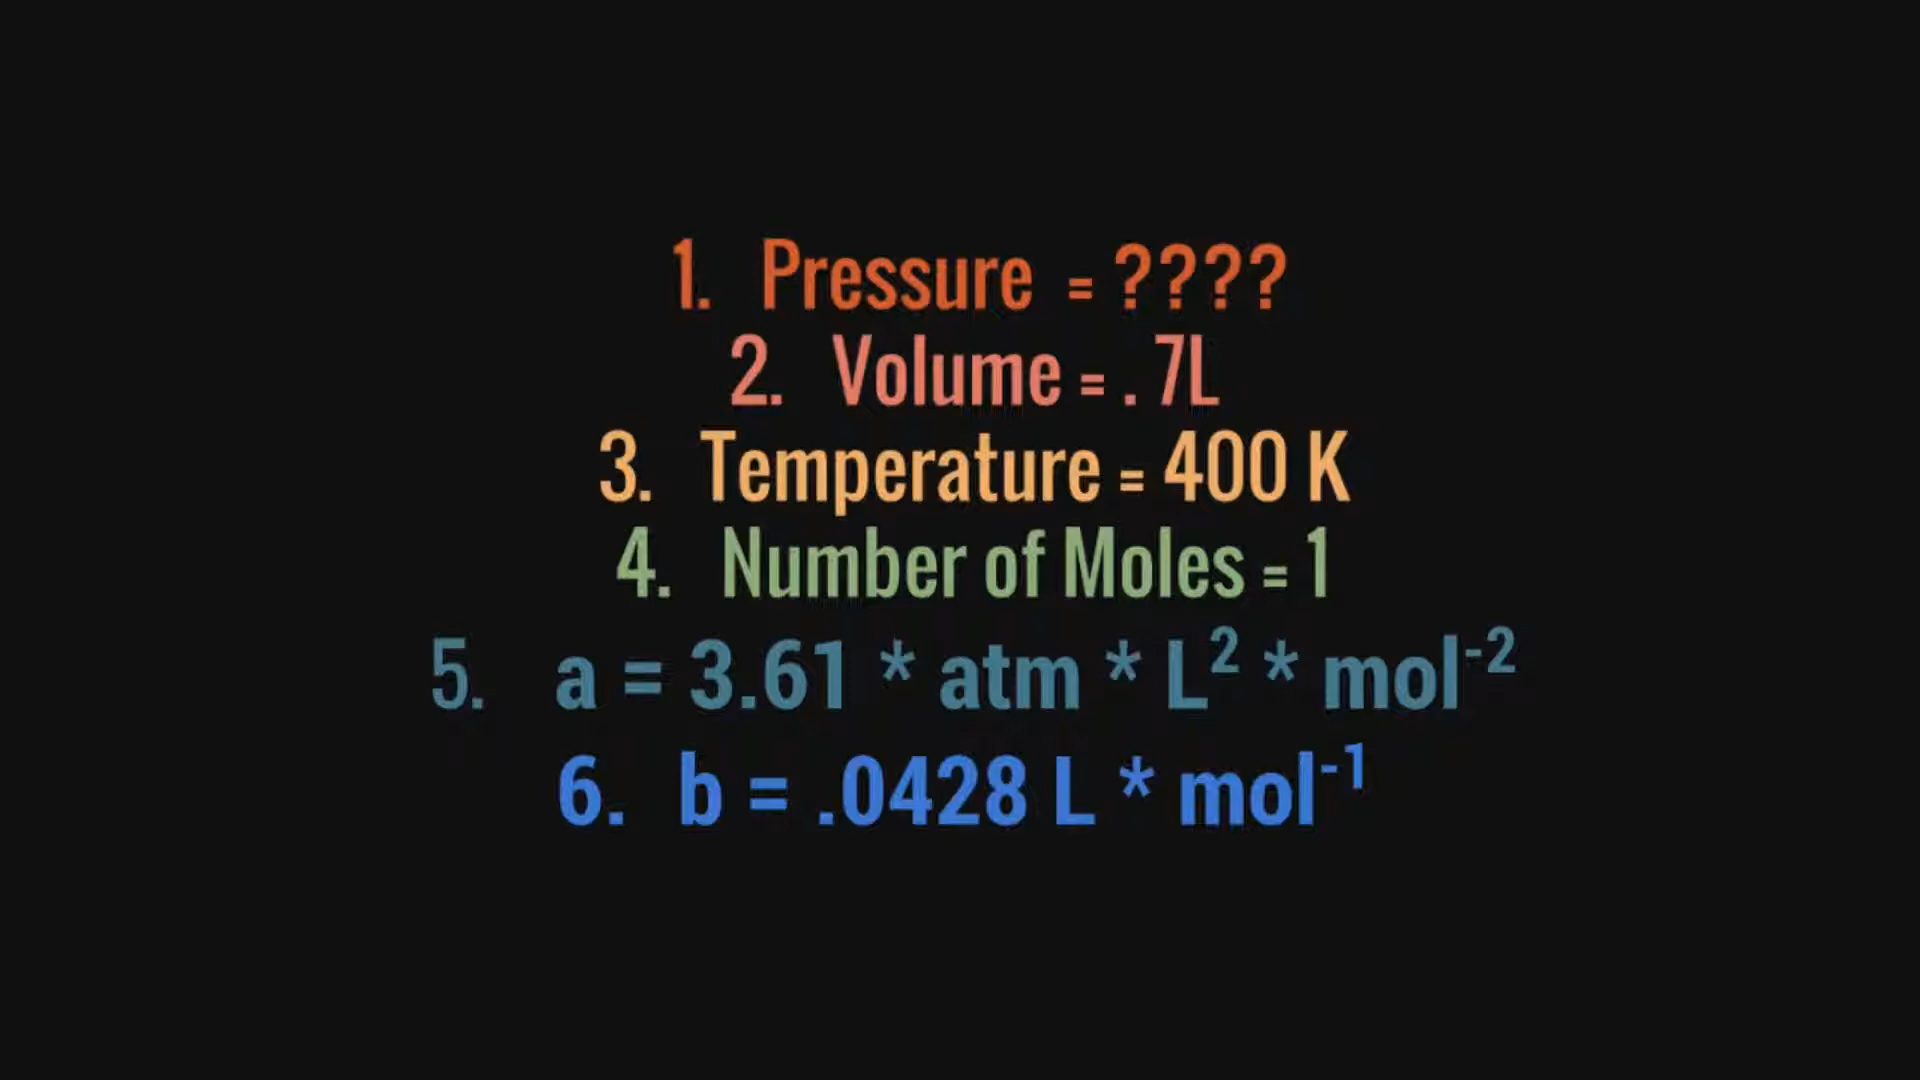 1. Pressure = ????
2. Volume = . 7L
3. Temperature = 400 K
4. Number of Moles = 1
5. a = 3.61 * atm * L² * mol⁻²
6. b = .0428 L * mol⁻¹